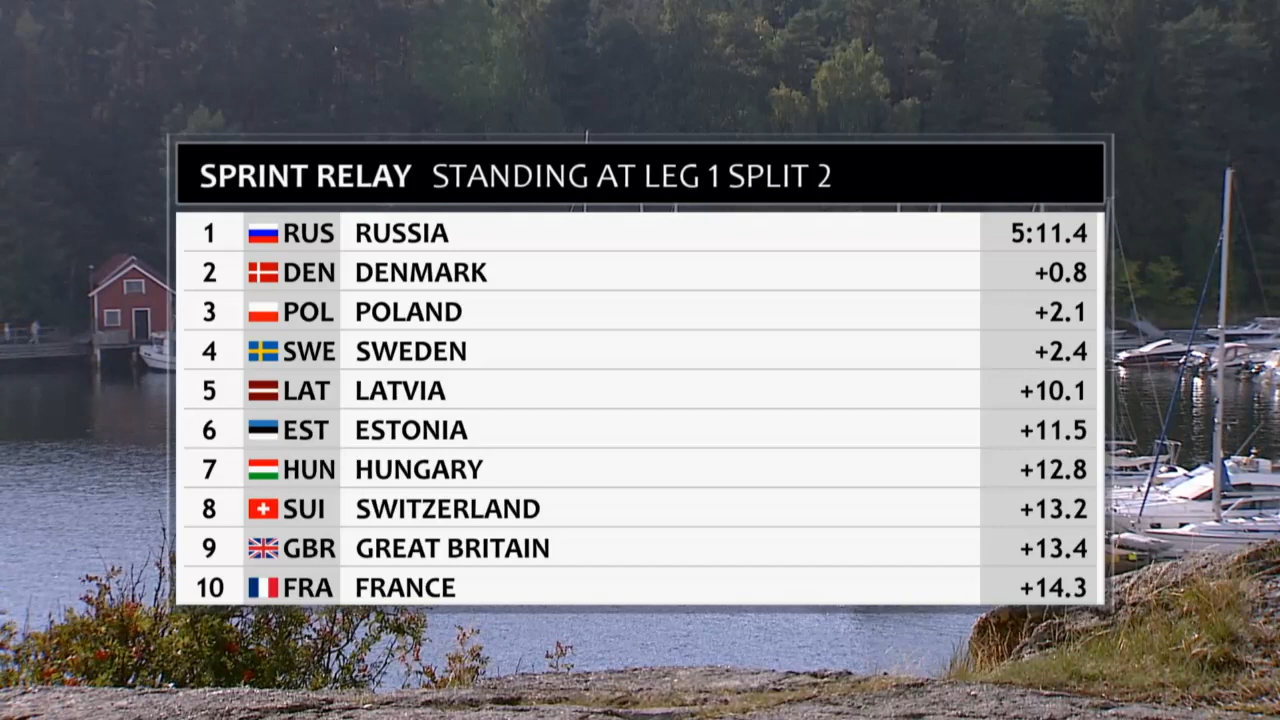 SPRINT RELAY STANDING AT LEG 1 SPLIT 2
1 RUS RUSSIA 5:11.4
2 DEN DENMARK +0.8
3 POL POLAND +2.1
4 SWE SWEDEN +2.4
5 LAT LATVIA +10.1
6 EST ESTONIA +11.5
7 HUN HUNGARY +12.8
8 SUI SWITZERLAND +13.2
9 GBR GREAT BRITAIN +13.4
10 FRA FRANCE +14.3